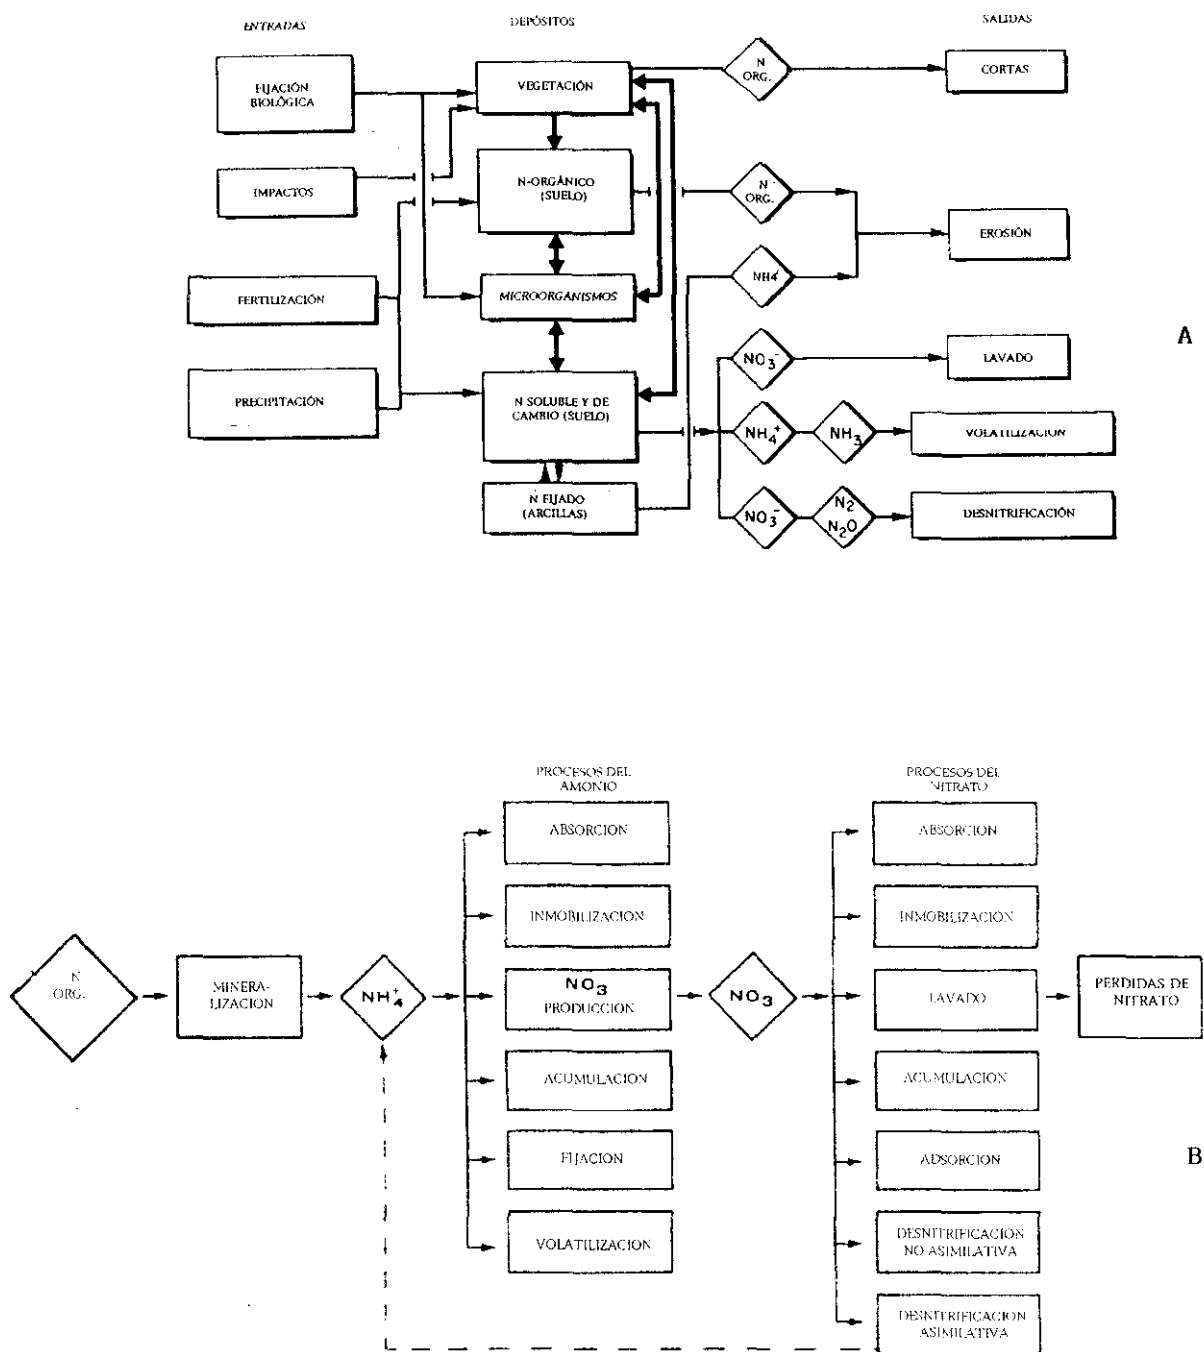 ENTRADAS
DEPÓSITOS
SALIDAS
FIJACIÓN
BIOLÓGICA
VEGETACIÓN
N
ORG.
CORTAS
IMPACTOS
N-ORGÂNICO
(SUELO)
N
ORG.
EROSIÓN
NH4
FERTILIZACIÓN
MICROORGANISMOS
A
PRECIPITACIÓN
N SOLUBLE Y DE
CAMBIO (SUELO)
NO3-
LAVADO
NH4+
NH3
VOLATILIZACIÓN
N FIJADO
(ARCILLAS)
NO3-
N2
N2O
DESNITRIFICACIÓN
PROCESOS DEL
AMONIO
PROCESOS DEL
NITRATO
ABSORCION
ABSORCION
INMOBILIZACION
INMOBILIZACION
N
ORG.
MINERA-
LIZACION
NH4+
NO3
PRODUCCION
NO3
LAVADO
PERDIDAS DE
NITRATO
ACUMULACION
ACUMULACION
FIJACION
ADSORCION
B
VOLATILIZACION
DESNITRIFICACION
NO ASIMILATIVA
DESNITRIFICACION
ASIMILATIVA